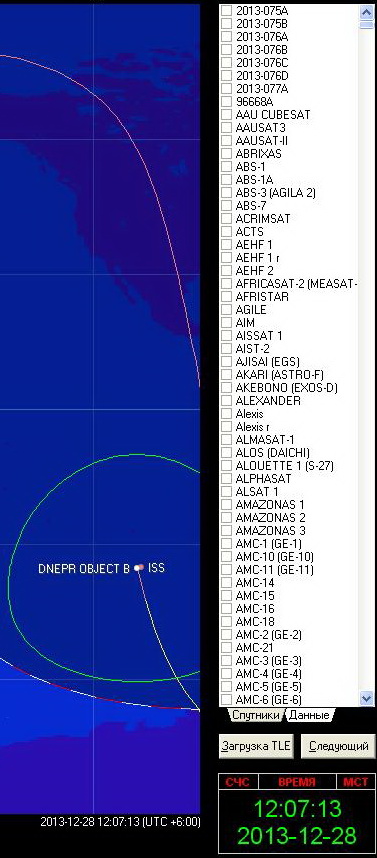 2013-075A
2013-075B
2013-076A
2013-076B
2013-076C
2013-076D
2013-077A
96668A
AAU CUBESAT
AAUSAT3
AAUSAT-II
ABRIXAS
ABS-1
ABS-1A
ABS-3 (AGILA 2)
ABS-7
ACRIMSAT
ACTS
AEHF 1
AEHF 1 r
AEHF 2
AFRICASAT-2 (MEASAT-
AFRISTAR
AGILE
AIM
AISSAT 1
AIST-2
AJISAI (EGS)
AKARI (ASTRO-F)
AKEBONO (EXOS-D)
ALEXANDER
Alexis
Alexis r
ALMASAT-1
ALOS (DAICHI)
ALOUETTE 1 (S-27)
ALPHASAT
ALSAT 1
AMAZONAS 1
AMAZONAS 2
AMAZONAS 3
AMC-1 (GE-1)
AMC-10 (GE-10)
AMC-11 (GE-11)
AMC-14
AMC-15
AMC-16
AMC-18
AMC-2 (GE-2)
AMC-21
AMC-3 (GE-3)
AMC-4 (GE-4)
AMC-5 (GE-5)
AMC-6 (GE-6)
DNEPR OBJECT B ISS
Спутники Данные
Загрузка TLE Следующий
СЧС ВРЕМЯ МСТ
12:07:13
2013-12-28
2013-12-28 12:07:13 (UTC +6:00)